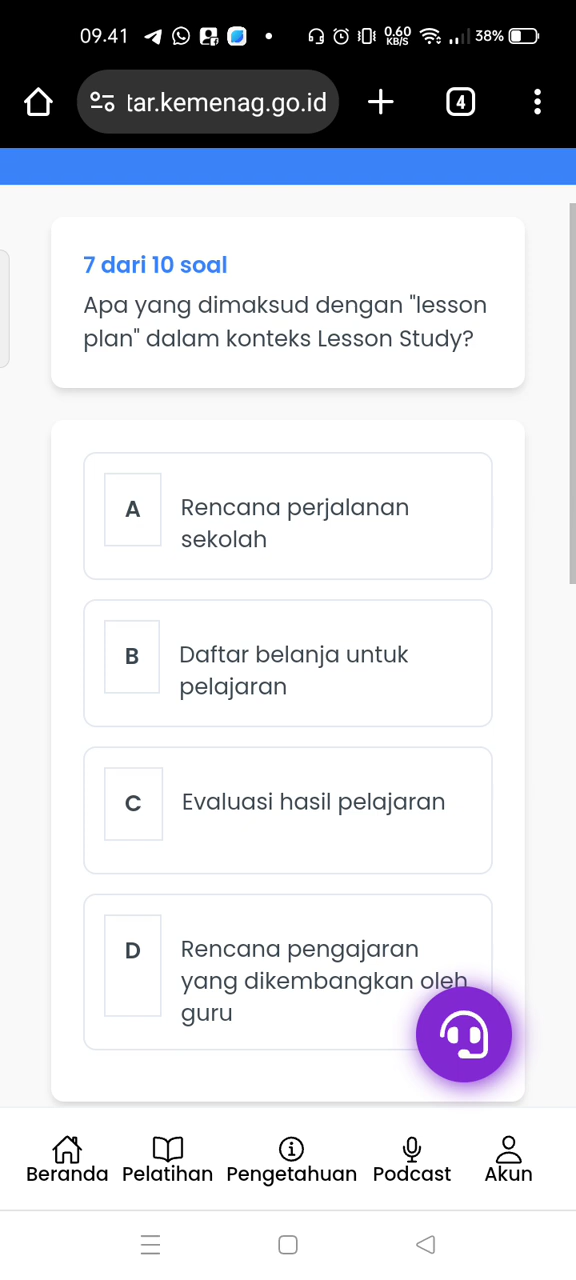 09.41
0.60
KB/S
38%
tar.kemenag.go.id
4
7 dari 10 soal
Apa yang dimaksud dengan "lesson
plan" dalam konteks Lesson Study?
A
Rencana perjalanan
sekolah
B
Daftar belanja untuk
pelajaran
C
Evaluasi hasil pelajaran
D
Rencana pengajaran
yang dikembangkan oleh
guru
Beranda
Pelatihan
Pengetahuan
Podcast
Akun